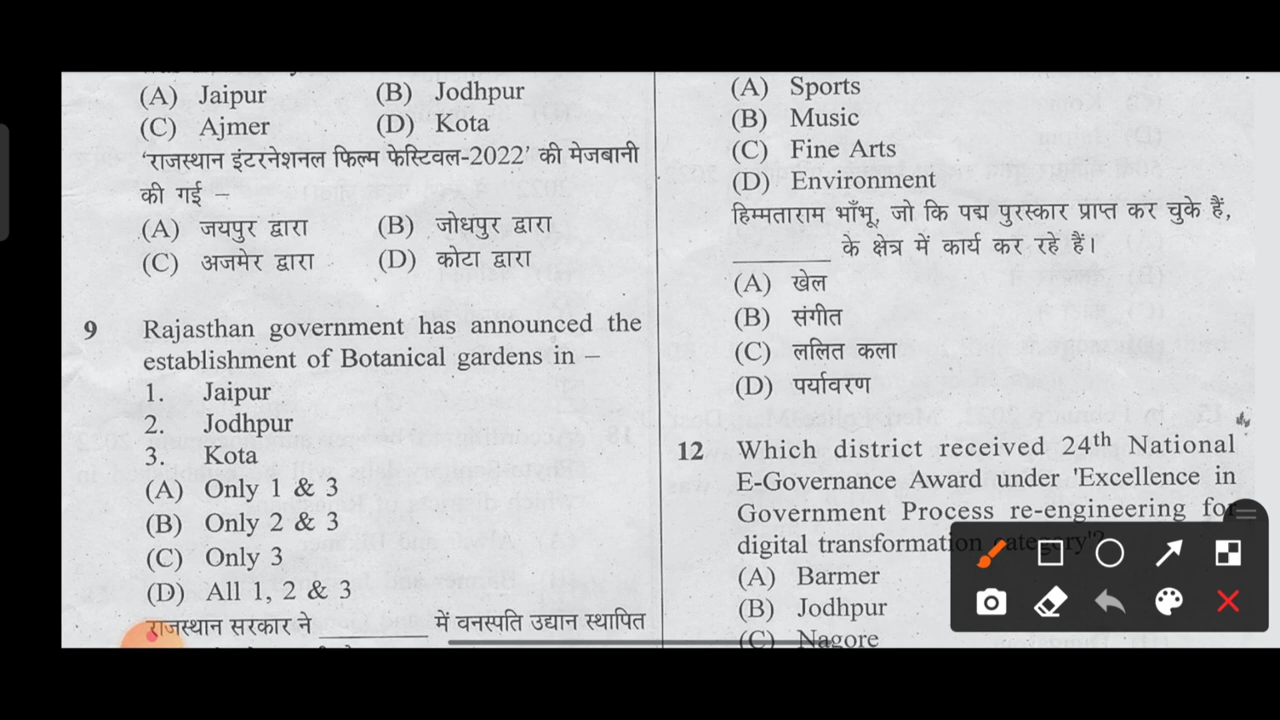 (A) Jaipur (B) Jodhpur
(C) Ajmer (D) Kota
‘राजस्थान इंटरनेशनल फिल्म फेस्टिवल-2022’ की मेजबानी
की गई –
(A) जयपुर द्वारा (B) जोधपुर द्वारा
(C) अजमेर द्वारा (D) कोटा द्वारा
9 Rajasthan government has announced the
establishment of Botanical gardens in –
1. Jaipur
2. Jodhpur
3. Kota
(A) Only 1 & 3
(B) Only 2 & 3
(C) Only 3
(D) All 1, 2 & 3
राजस्थान सरकार ने ________ में वनस्पति उद्यान स्थापित
(A) Sports
(B) Music
(C) Fine Arts
(D) Environment
हिम्मताराम भाँभू, जो कि पद्म पुरस्कार प्राप्त कर चुके हैं,
________ के क्षेत्र में कार्य कर रहे हैं।
(A) खेल
(B) संगीत
(C) ललित कला
(D) पर्यावरण
12 Which district received 24th National
E-Governance Award under 'Excellence in
Government Process re-engineering for
digital transformation category'?
(A) Barmer
(B) Jodhpur
(C) Nagore